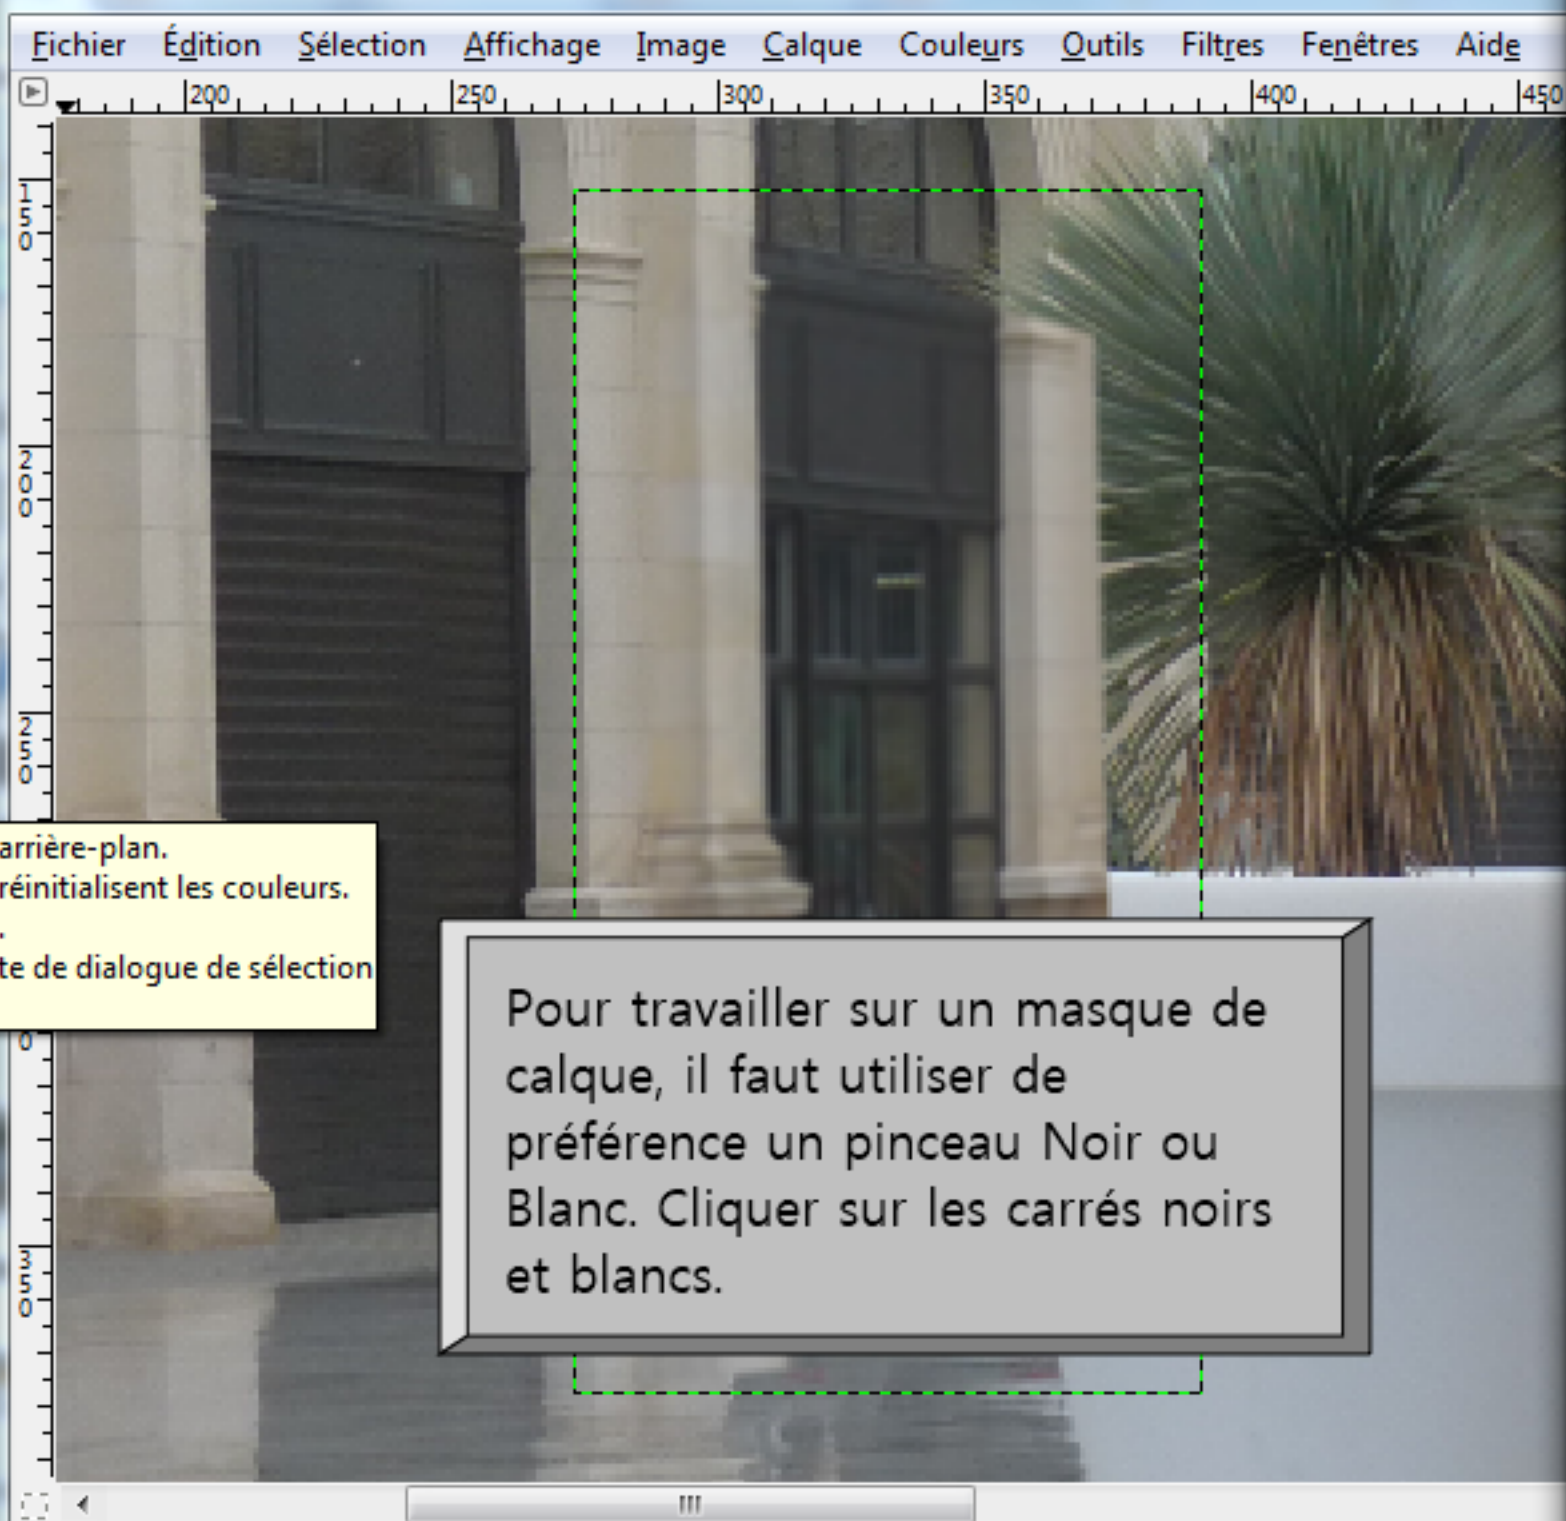 Fichier Édition Sélection Affichage Image Calque Couleurs Outils Filtres Fenêtres Aide
200 250 300 350 400 450
150
200
250
arrière-plan.
réinitialisent les couleurs.
.
te de dialogue de sélection
0
350
Pour travailler sur un masque de
calque, il faut utiliser de
préférence un pinceau Noir ou
Blanc. Cliquer sur les carrés noirs
et blancs.